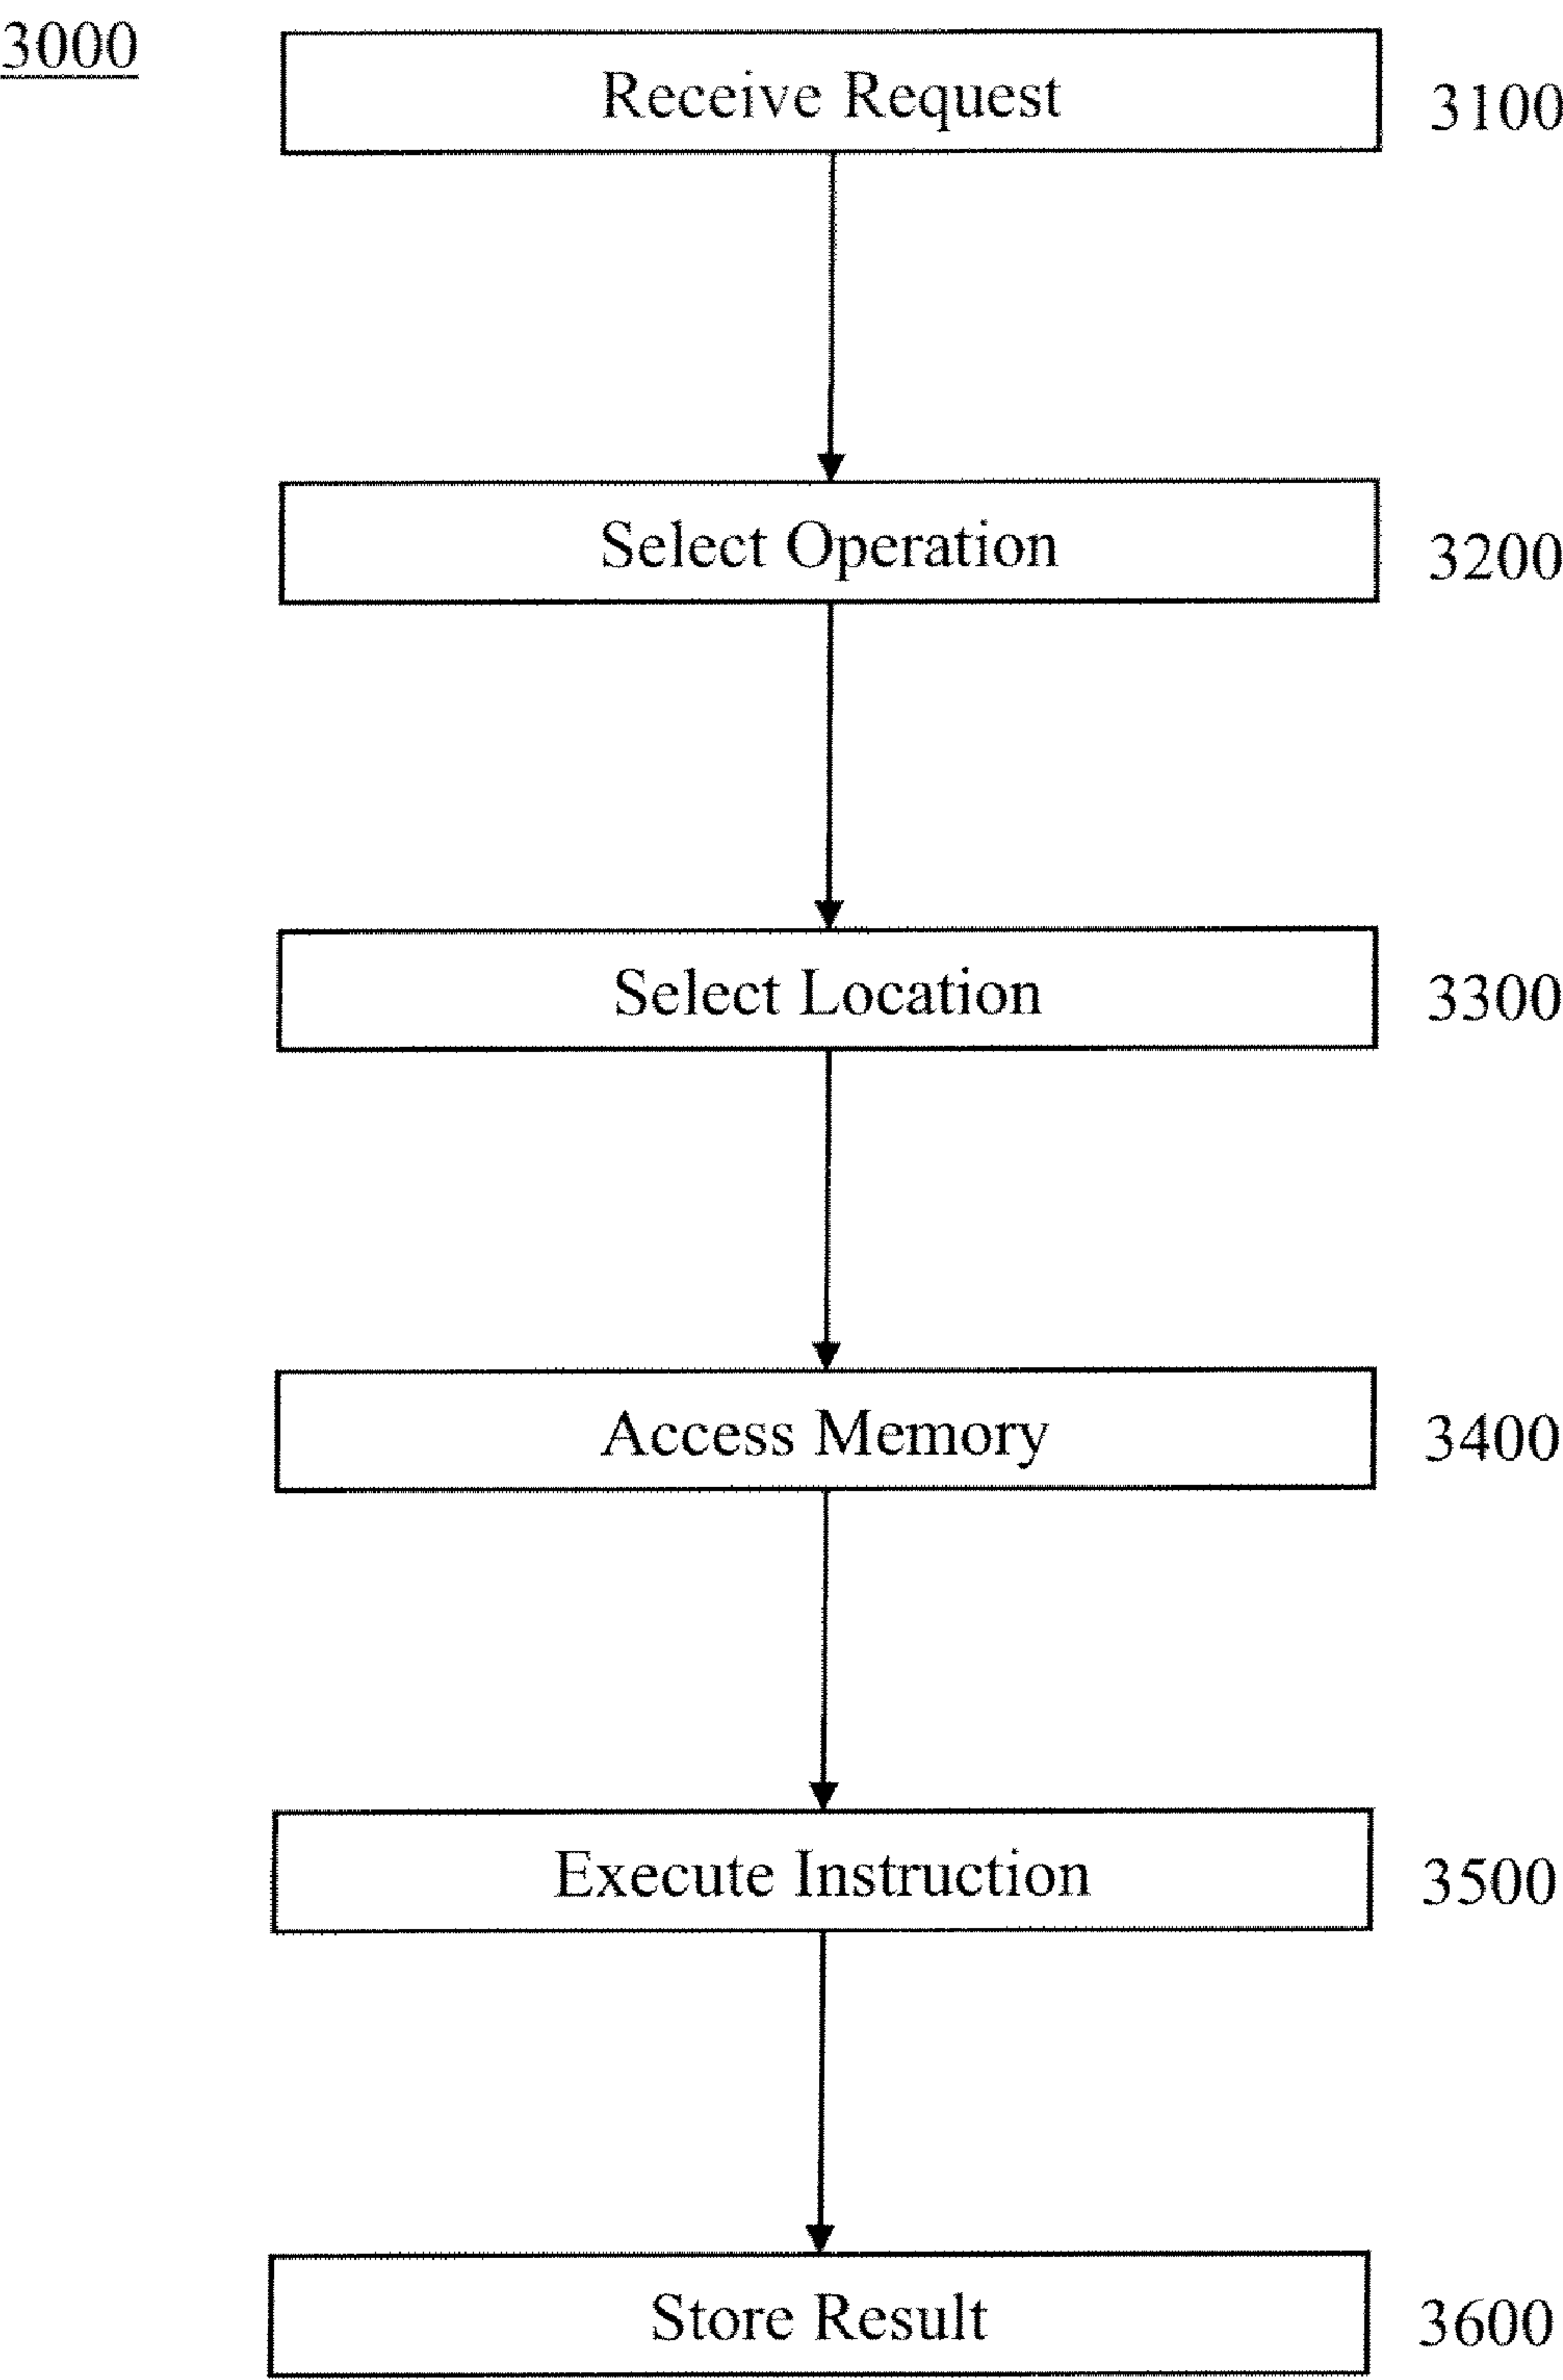 3000
Receive Request
3100
Select Operation
3200
Select Location
3300
Access Memory
3400
Execute Instruction
3500
Store Result
3600